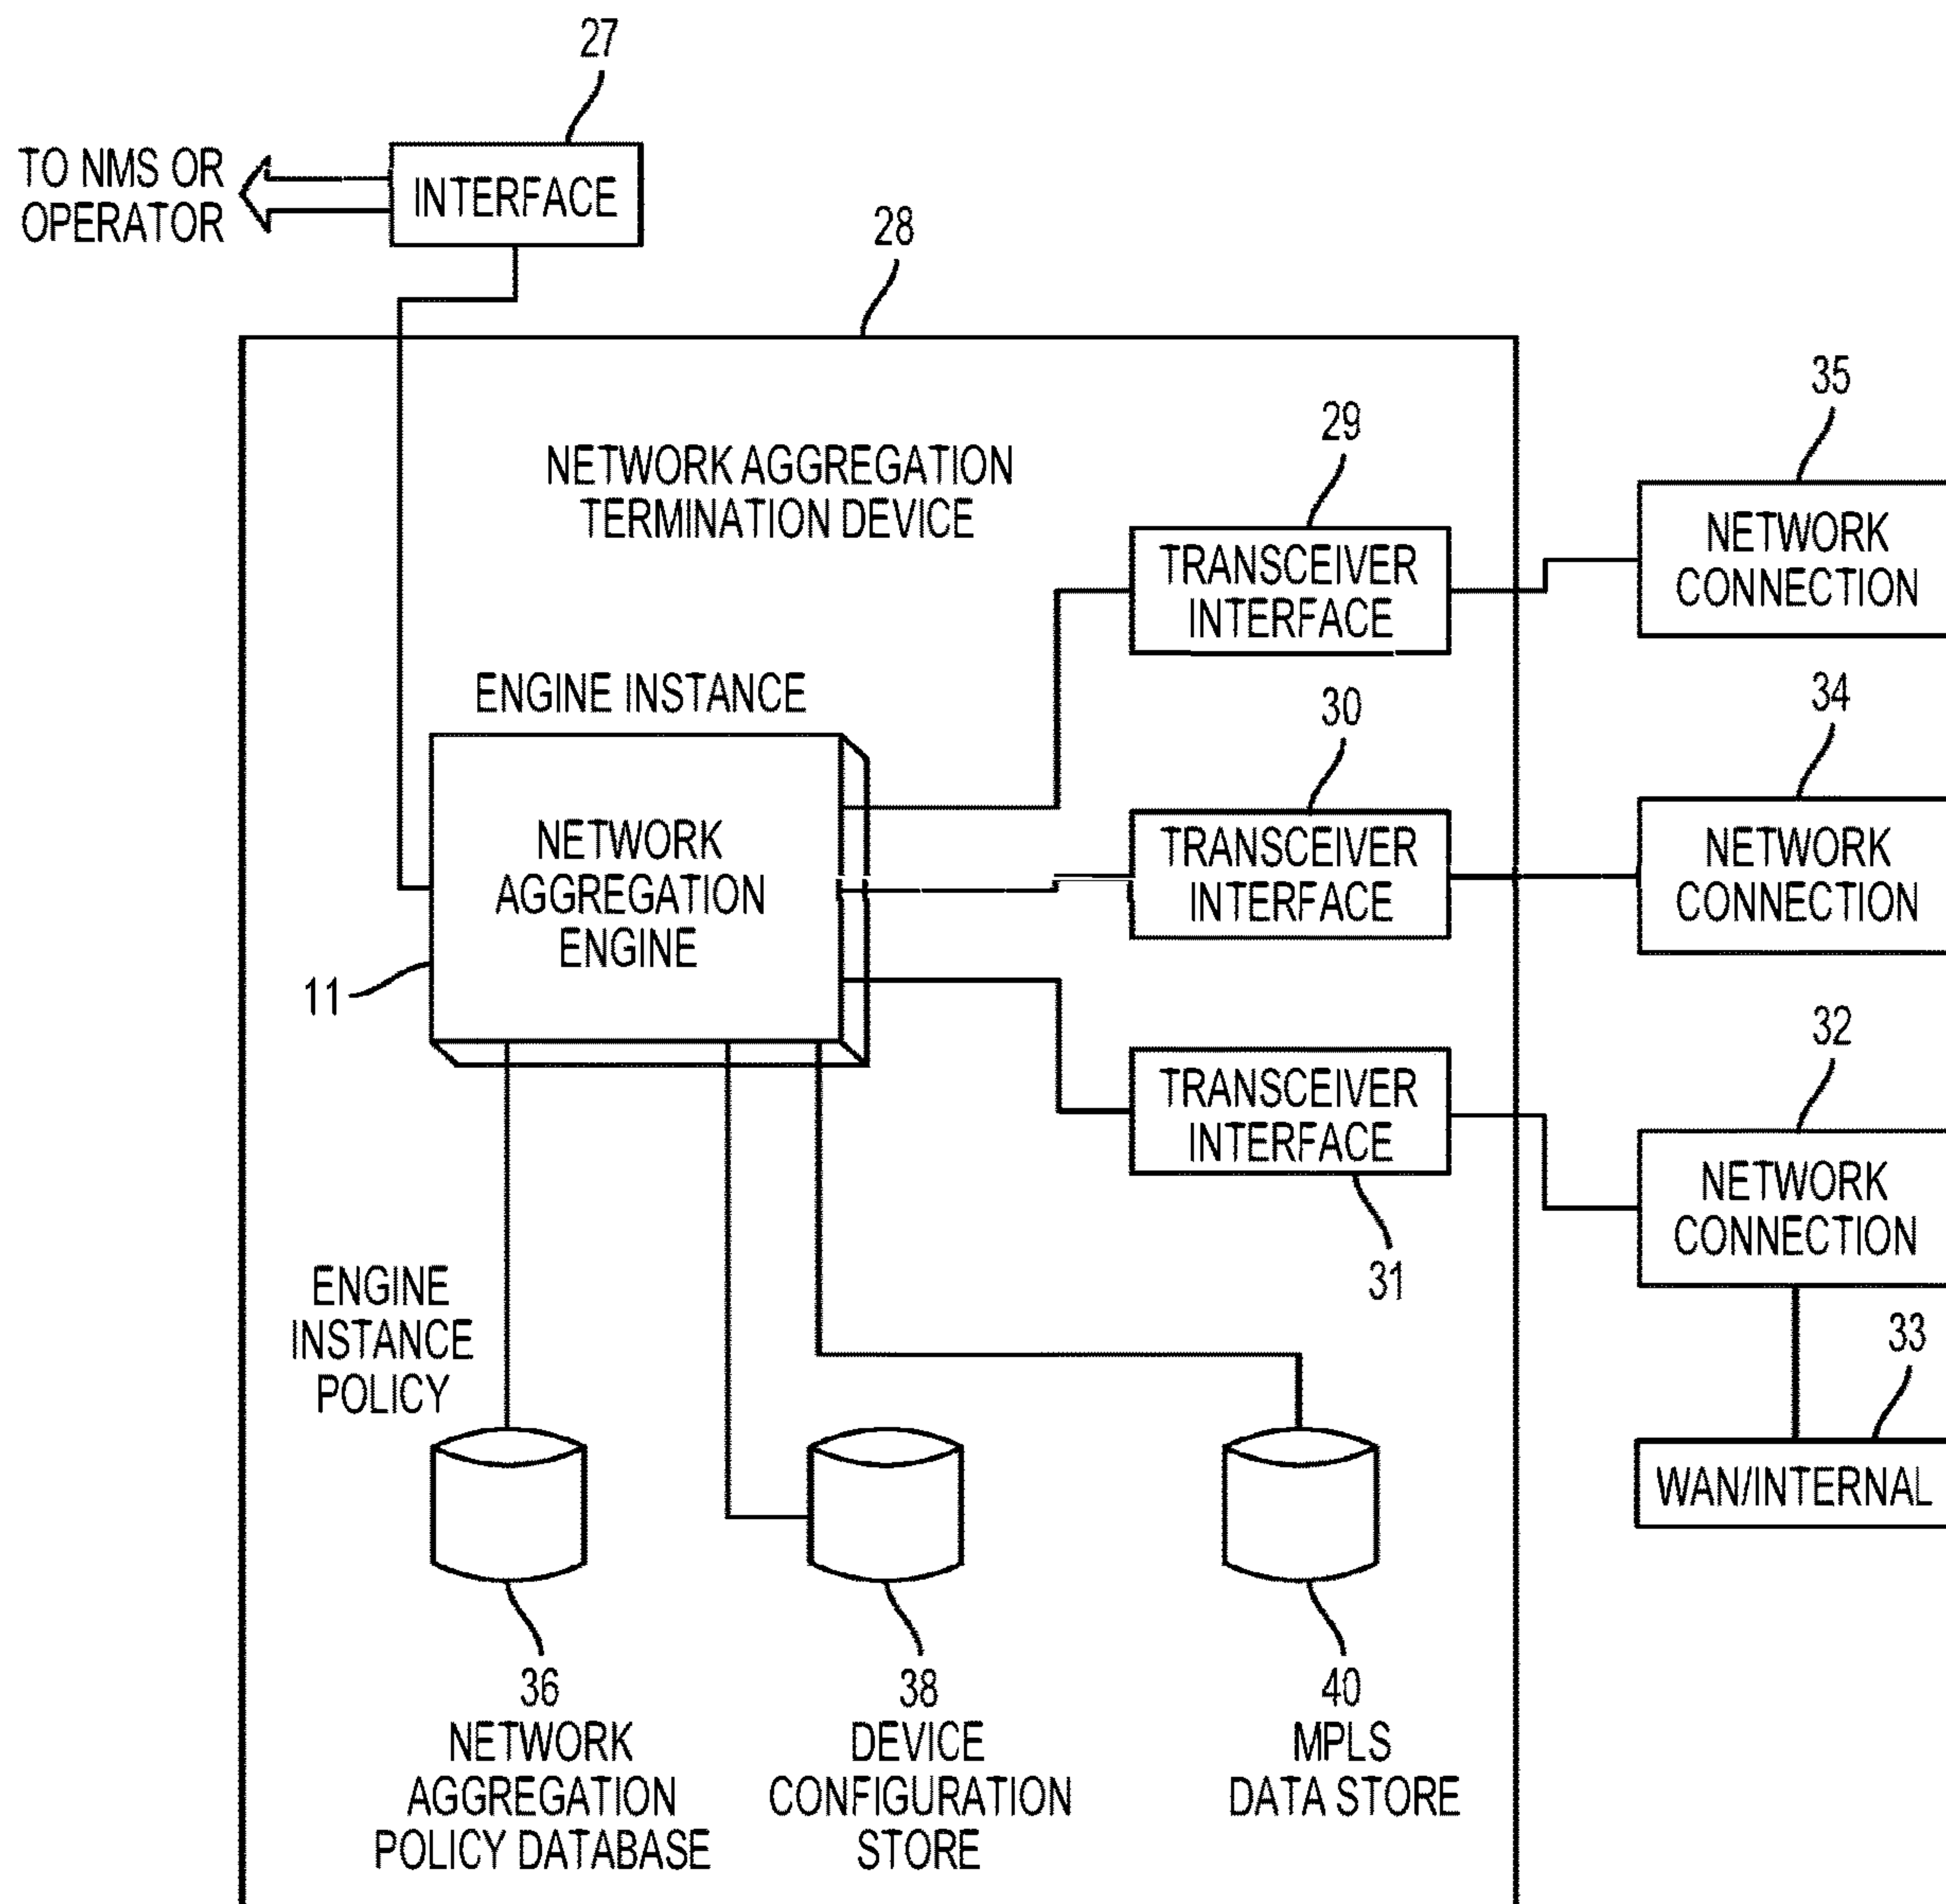 27
TO NMS OR
OPERATOR
INTERFACE
28
35
29
NETWORK AGGREGATION
TERMINATION DEVICE
NETWORK
CONNECTION
TRANSCEIVER
INTERFACE
ENGINE INSTANCE
30
34
NETWORK
AGGREGATION
ENGINE
TRANSCEIVER
INTERFACE
NETWORK
CONNECTION
11
32
TRANSCEIVER
INTERFACE
NETWORK
CONNECTION
31
ENGINE
INSTANCE
POLICY
33
WAN/INTERNAL
36
NETWORK
AGGREGATION
POLICY DATABASE
38
DEVICE
CONFIGURATION
STORE
40
MPLS
DATA STORE